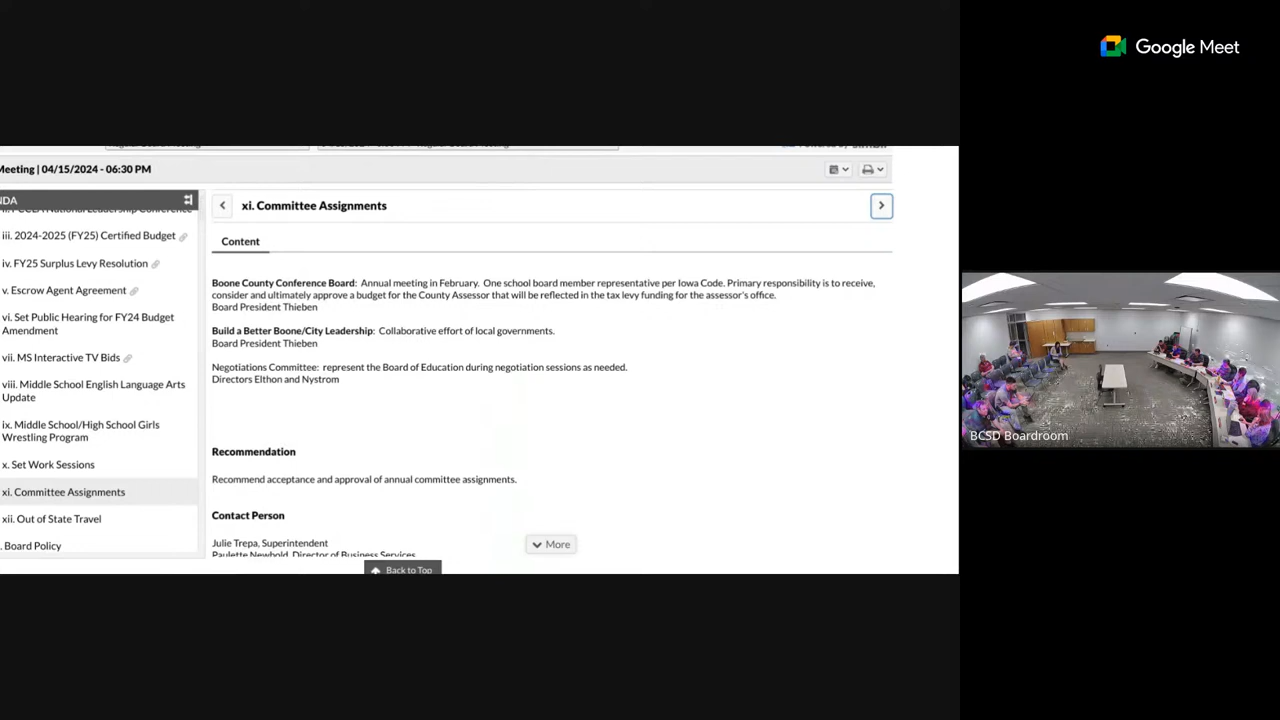 Google Meet
Meeting | 04/15/2024 - 06:30 PM
NDA
xi. Committee Assignments
Content
iii. 2024-2025 (FY25) Certified Budget
iv. FY25 Surplus Levy Resolution
v. Escrow Agent Agreement
vi. Set Public Hearing for FY24 Budget
Amendment
vii. MS Interactive TV Bids
viii. Middle School English Language Arts
Update
ix. Middle School/High School Girls
Wrestling Program
x. Set Work Sessions
xi. Committee Assignments
xii. Out of State Travel
. Board Policy
Boone County Conference Board: Annual meeting in February. One school board member representative per Iowa Code. Primary responsibility is to receive,
consider and ultimately approve a budget for the County Assessor that will be reflected in the tax levy funding for the assessor's office.
Board President Thieben
Build a Better Boone/City Leadership: Collaborative effort of local governments.
Board President Thieben
Negotiations Committee: represent the Board of Education during negotiation sessions as needed.
Directors Elthon and Nystrom
Recommendation
Recommend acceptance and approval of annual committee assignments.
Contact Person
Julie Trepa, Superintendent
Paulette Newbold, Director of Business Services
More
Back to Top
BCSD Boardroom